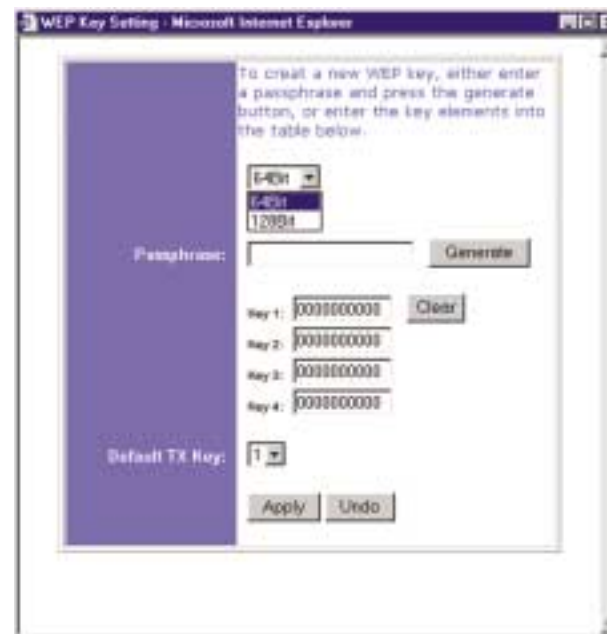 WEP Key Setting - Microsoft Internet Explorer
To creat a new WEP key, either enter
a passphrase and press the generate
button, or enter the key elements into
the table below.
64Bit
64Bit
128Bit
Passphrase:
Generate
Key 1: 0000000000 Clear
Key 2: 0000000000
Key 3: 0000000000
Key 4: 0000000000
Default TX Key: 1
Apply Undo